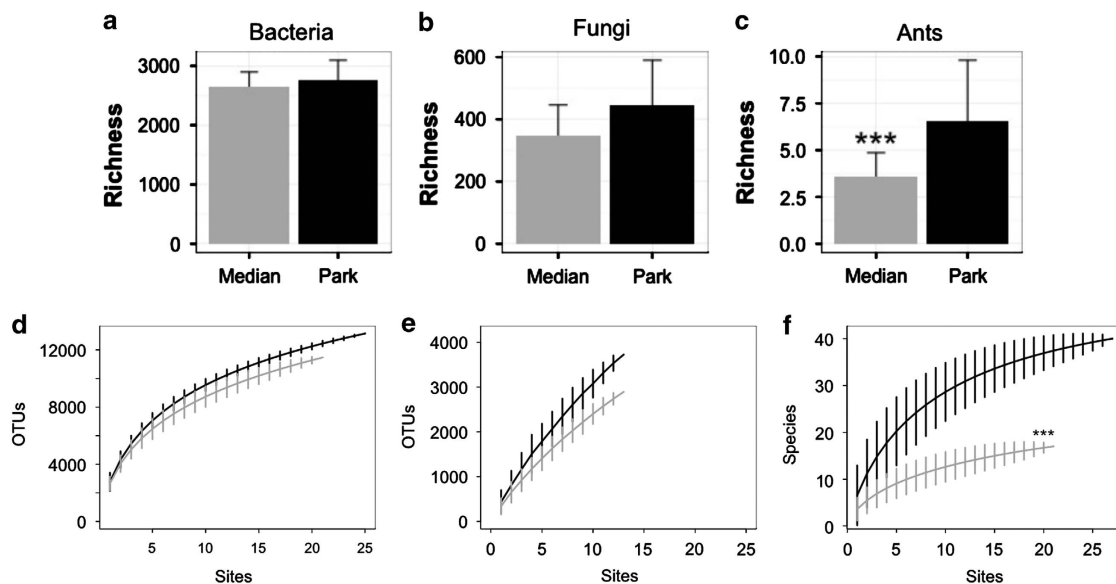 a
Bacteria
Richness
3000
2000
1000
0
Median
Park
b
Fungi
Richness
600
400
200
0
Median
Park
c
Ants
Richness
10.0
7.5
5.0
2.5
0.0
***
Median
Park
d
OTUs
12000
8000
4000
0
5
10
15
20
25
Sites
e
OTUs
4000
3000
2000
1000
0
0
5
10
15
20
25
Sites
f
Species
40
30
20
10
0
***
0
5
10
15
20
25
Sites